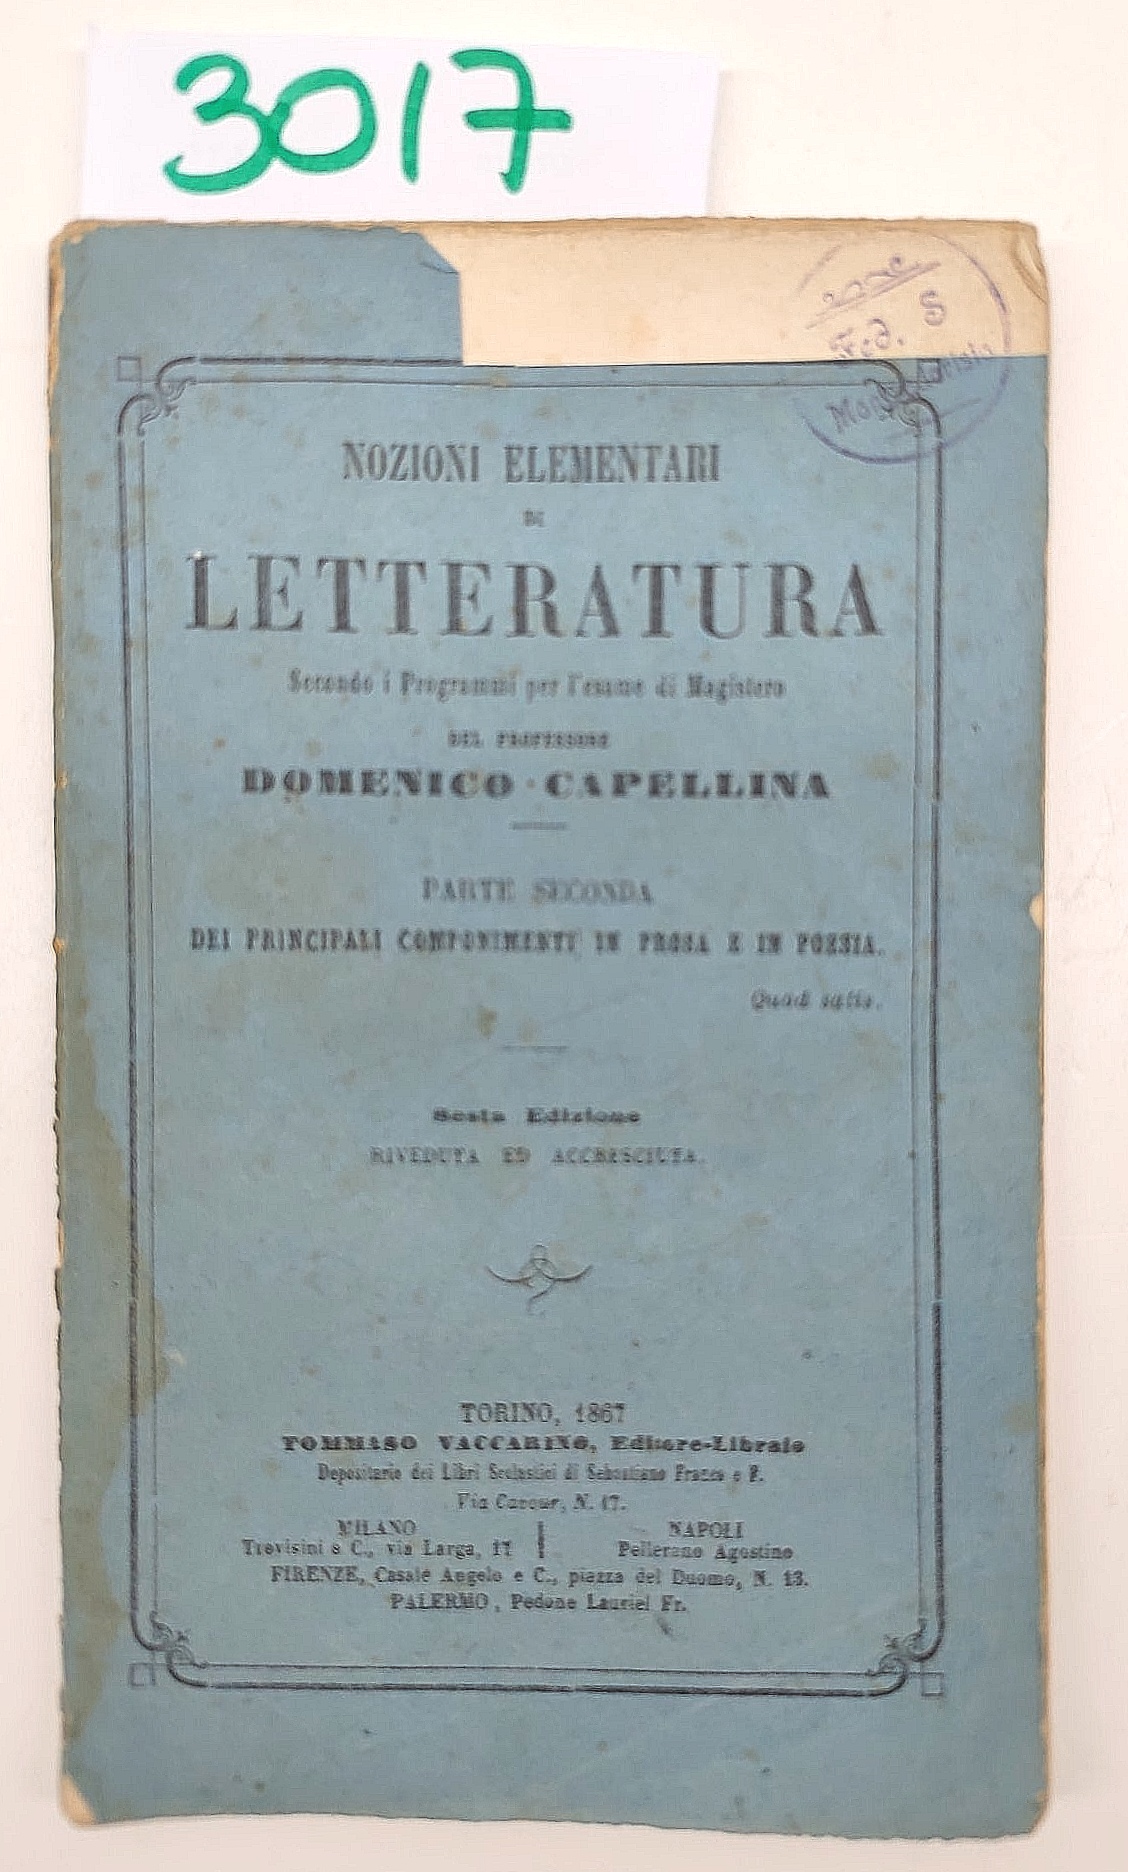 3017
Fed. S
NOZIONI ELEMENTARI
DI
LETTERATURA
Secondo i Programmi per l'esame di Magistero
DEL PROFESSORE
DOMENICO CAPELLINA
PARTE SECONDA
DEI PRINCIPALI COMPONIMENTI IN PROSA E IN POESIA.
Quod satis.
Sesta Edizione
RIVEDUTA ED ACCRESCIUTA.
TORINO, 1867
TOMMASO VACCARINO, Editore-Libraio
Depositario dei Libri Scolastici di Sebastiano Franco e F.
Via Cavour, N. 17.
MILANO
Trevisini e C., via Larga, 17
NAPOLI
Pellerano Agostino
FIRENZE, Casale Angelo e C., piazza del Duomo, N. 13.
PALERMO, Pedone Lauriel Fr.